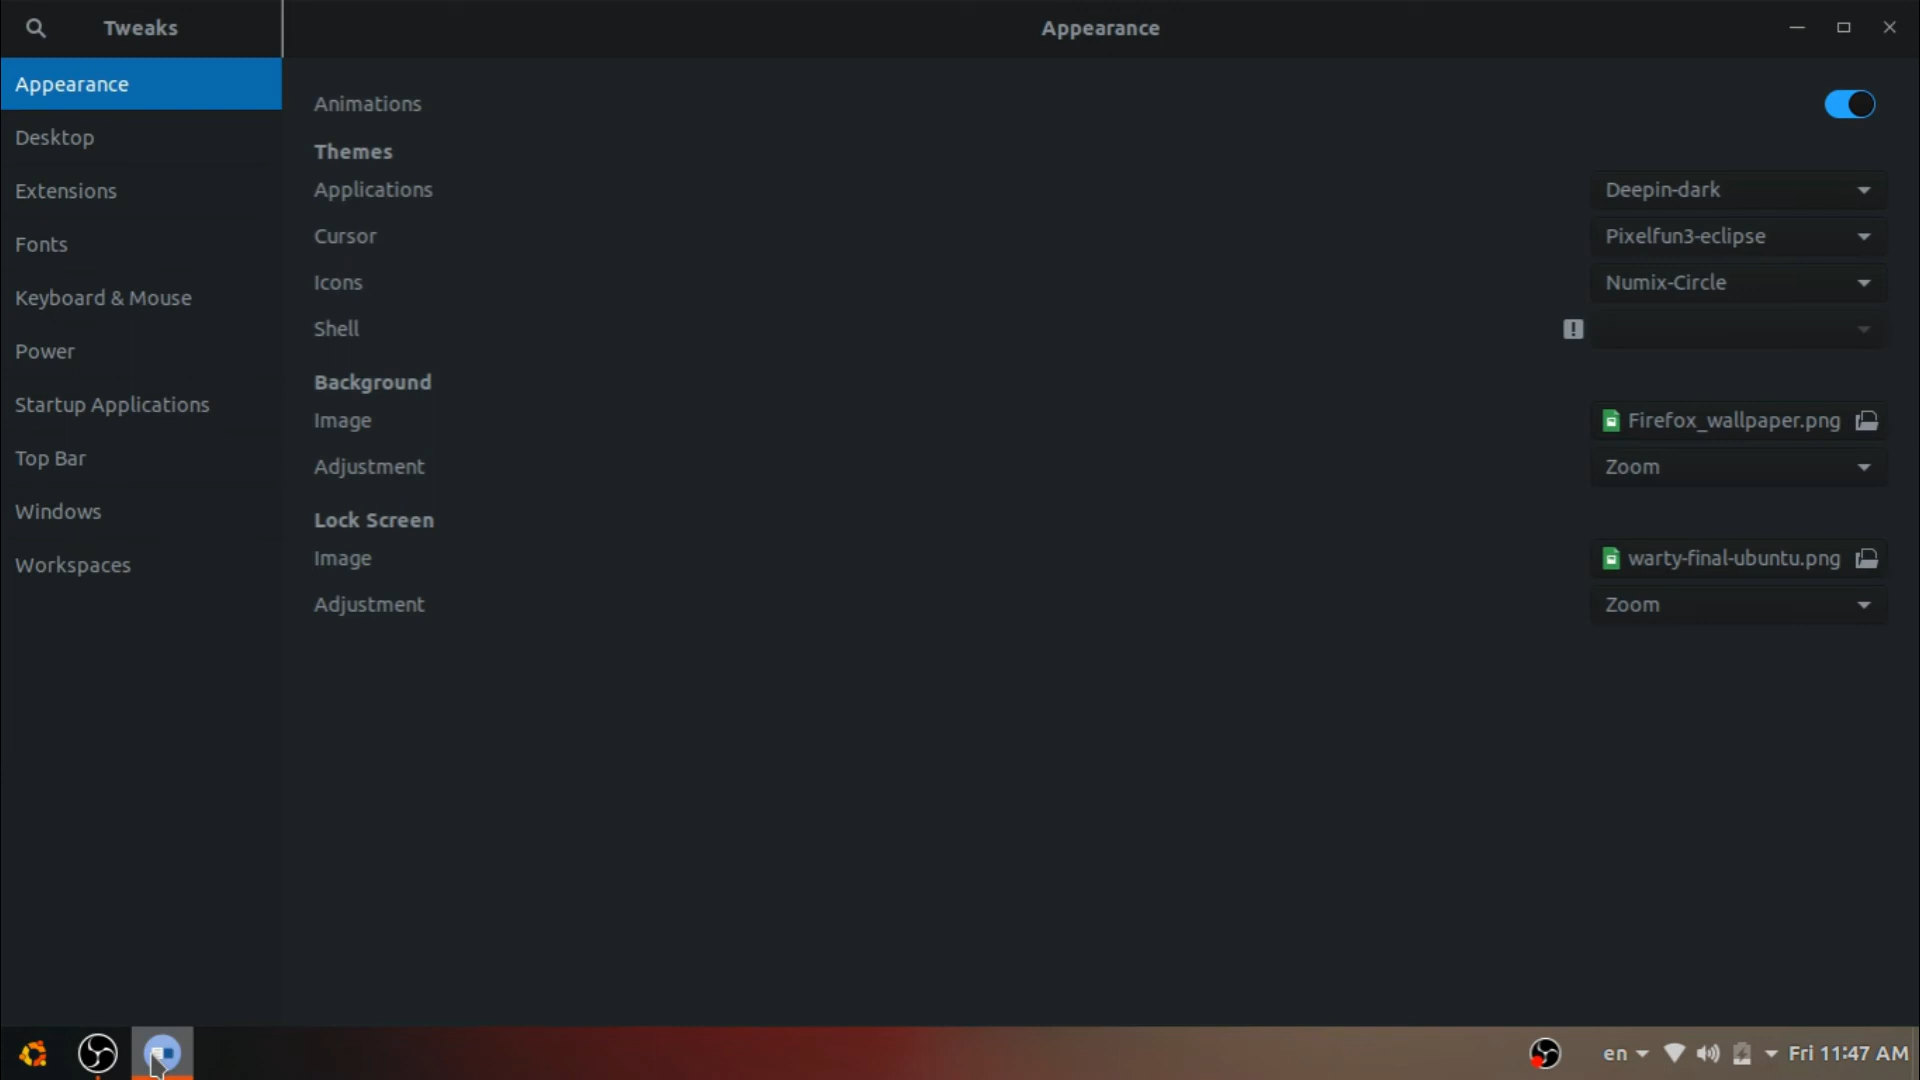 Tweaks
Appearance
Appearance
Desktop
Extensions
Fonts
Keyboard & Mouse
Power
Startup Applications
Top Bar
Windows
Workspaces
Animations
Themes
Applications Deepin-dark
Cursor Pixelfun3-eclipse
Icons Numix-Circle
Shell
Background
Image Firefox_wallpaper.png
Adjustment Zoom
Lock Screen
Image warty-final-ubuntu.png
Adjustment Zoom
en Fri 11:47 AM